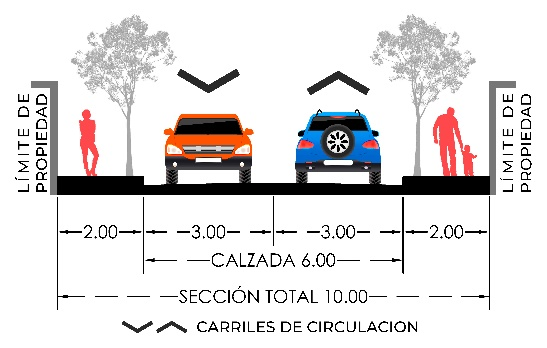 LÍMITE DE
PROPIEDAD
LÍMITE DE
PROPIEDAD
2.00 3.00 3.00 2.00
CALZADA 6.00
SECCIÓN TOTAL 10.00
CARRILES DE CIRCULACION